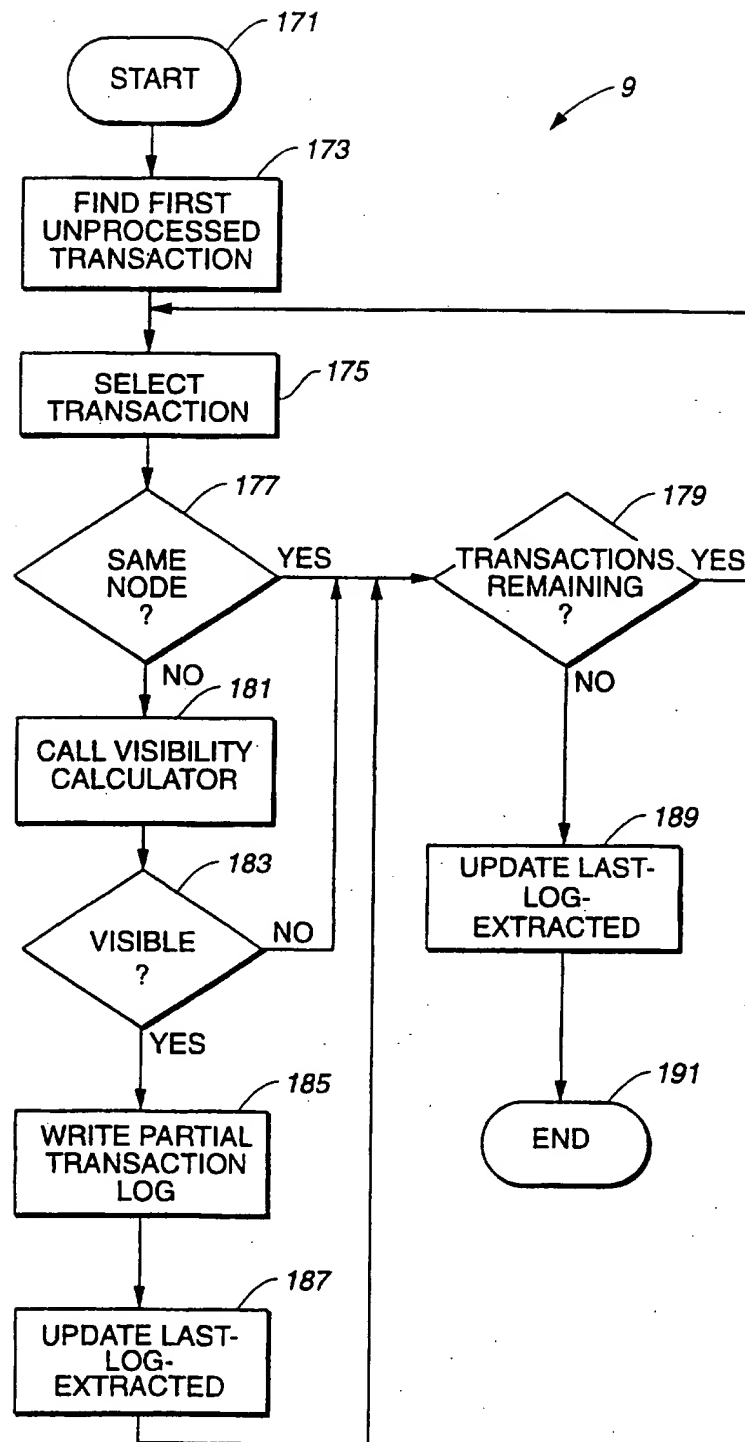 171
START
9
173
FIND FIRST
UNPROCESSED
TRANSACTION
175
SELECT
TRANSACTION
177
SAME
NODE
?
YES
NO
179
TRANSACTIONS
REMAINING
?
YES
NO
181
CALL VISIBILITY
CALCULATOR
183
VISIBLE
?
NO
YES
189
UPDATE LAST-
LOG-
EXTRACTED
185
WRITE PARTIAL
TRANSACTION
LOG
191
END
187
UPDATE LAST-
LOG-
EXTRACTED